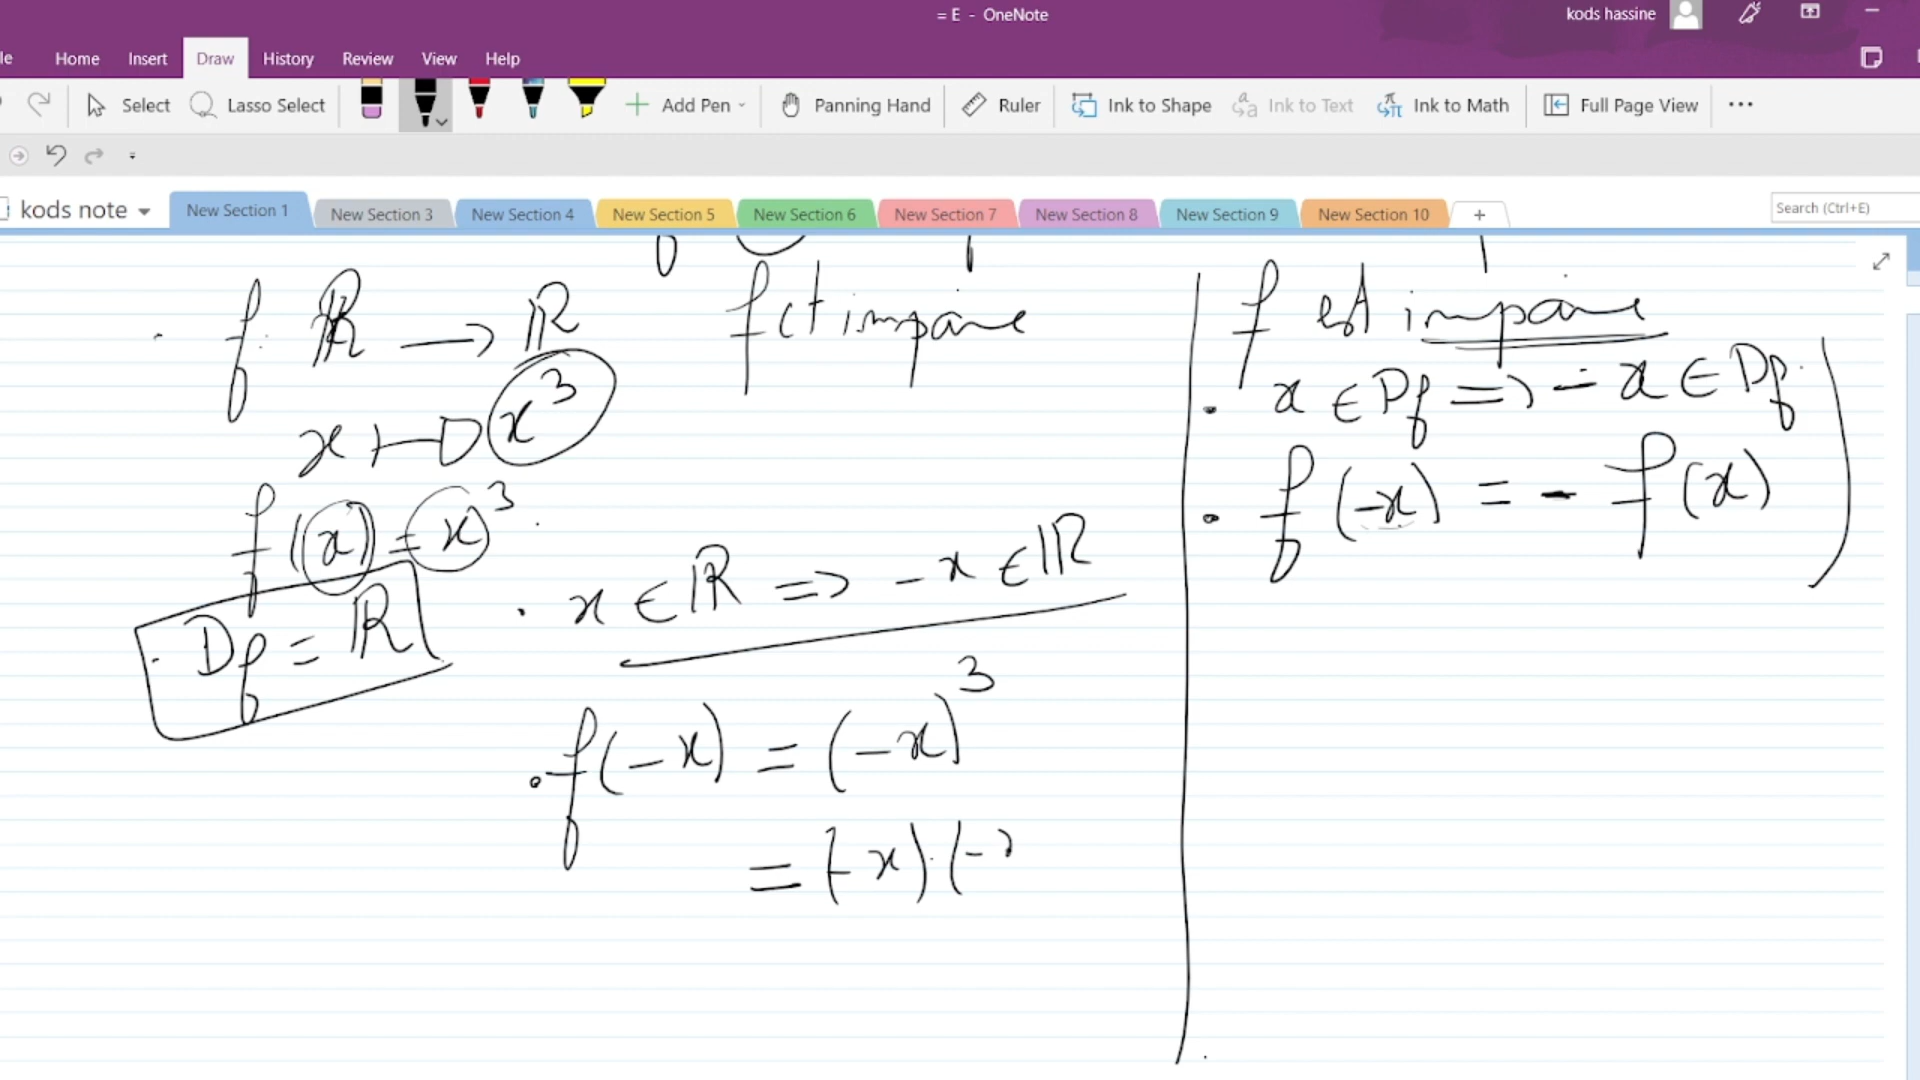 = E - OneNote
kods hassine
le Home Insert Draw History Review View Help
Select Lasso Select Add Pen Panning Hand Ruler Ink to Shape Ink to Text Ink to Math Full Page View ...
kods note New Section 1 New Section 3 New Section 4 New Section 5 New Section 6 New Section 7 New Section 8 New Section 9 New Section 10 + Search (Ctrl+E)
. f: ℝ → ℝ fct impaire
x ↦ x³
f(x) = x³.
. Df = ℝ
. x ∈ ℝ => -x ∈ ℝ
. f(-x) = (-x)³
= (-x).(-x
f est impaire
. x ∈ Df => -x ∈ Df.
. f(-x) = - f(x)